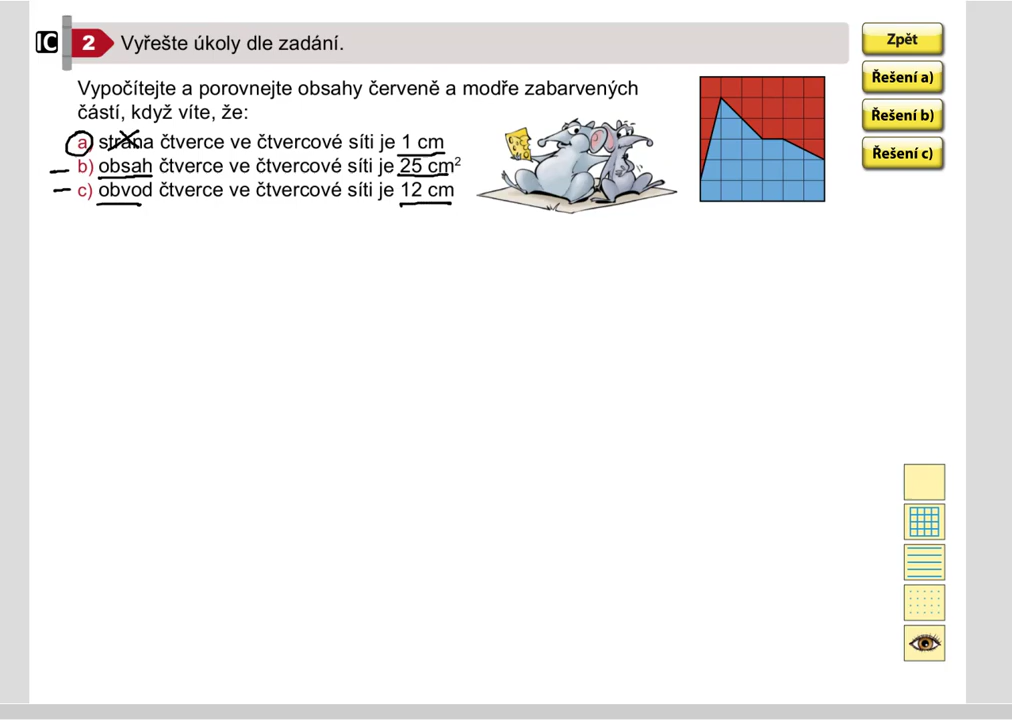 IC
2 Vyřešte úkoly dle zadání.
Zpět
Řešení a)
Řešení b)
Řešení c)
Vypočítejte a porovnejte obsahy červeně a modře zabarvených
částí, když víte, že:
a) strana čtverce ve čtvercové síti je 1 cm
b) obsah čtverce ve čtvercové síti je 25 cm²
c) obvod čtverce ve čtvercové síti je 12 cm